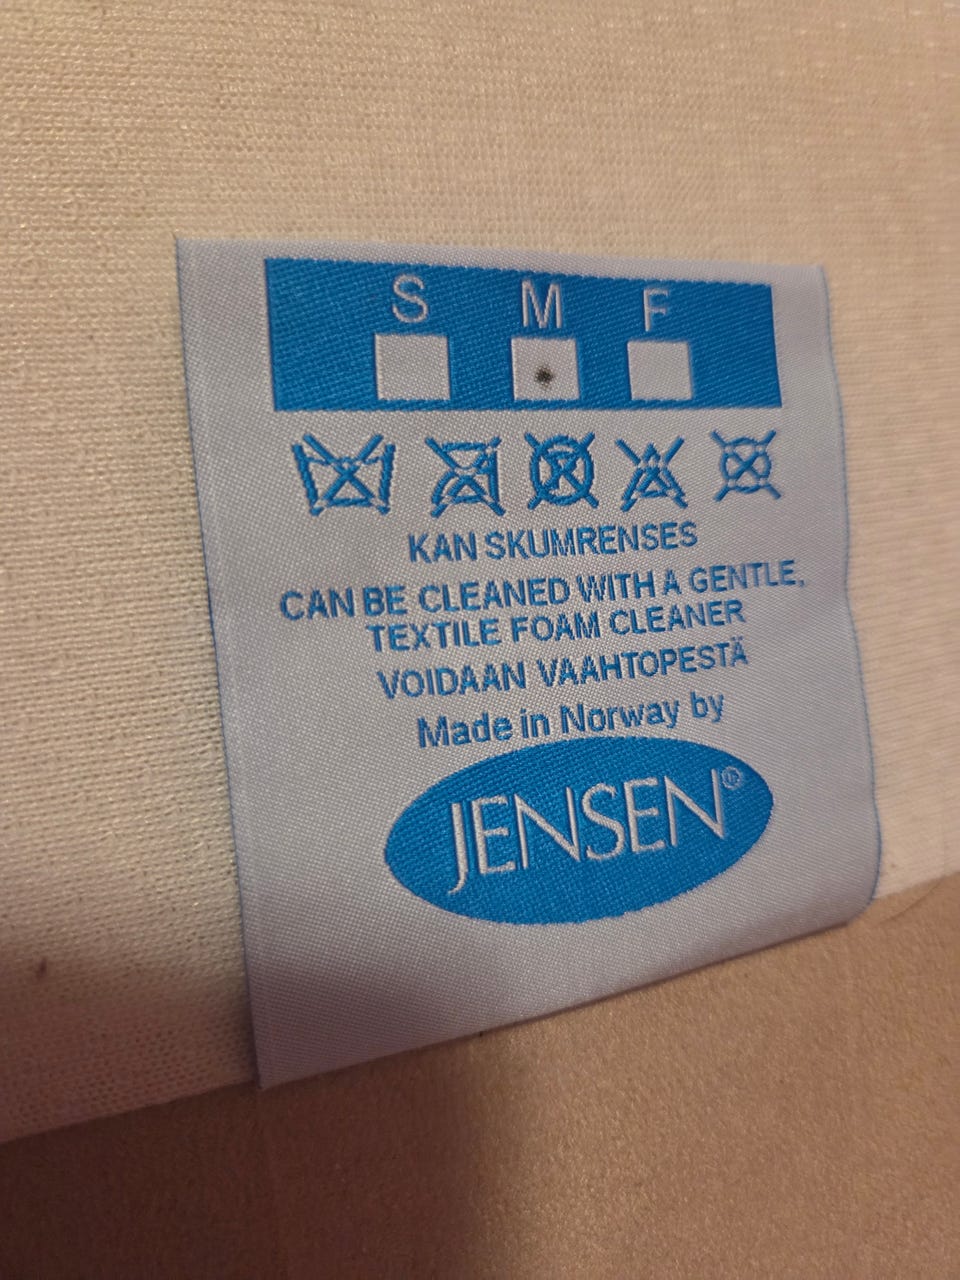 S M F
KAN SKUMRENSES
CAN BE CLEANED WITH A GENTLE,
TEXTILE FOAM CLEANER
VOIDAAN VAAHTOPESTÄ
Made in Norway by
JENSEN®